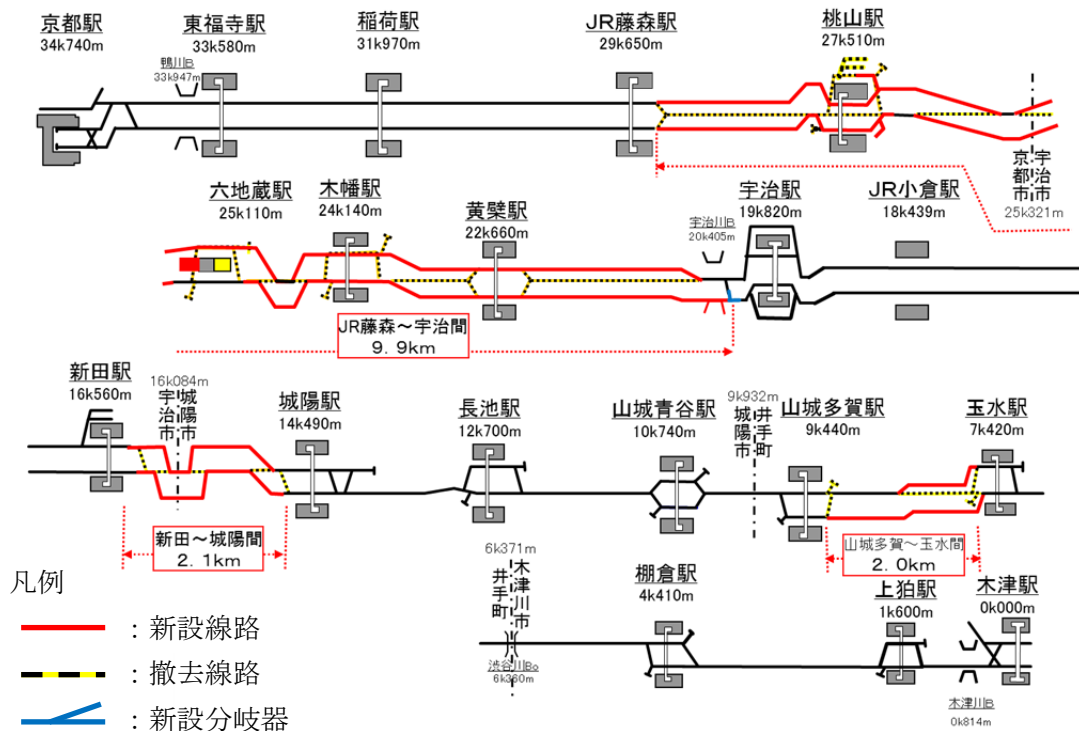 京都駅
34k740m
東福寺駅
33k580m
鴨川B
33k947m
稲荷駅
31k970m
JR藤森駅
29k650m
桃山駅
27k510m
宇治市
京都市
25k321m
六地蔵駅
25k110m
木幡駅
24k140m
黄檗駅
22k660m
宇治川B
20k405m
宇治駅
19k820m
JR小倉駅
18k439m
JR藤森～宇治間
９.９km
新田駅
16k560m
16k084m
城陽市
宇治市
城陽駅
14k490m
長池駅
12k700m
山城青谷駅
10k740m
9k932m
井手町
城陽市
山城多賀駅
9k440m
玉水駅
7k420m
新田～城陽間
２.１km
山城多賀～玉水間
２.０km
6k371m
木津川市
井手町
渋谷川Bo
6k360m
棚倉駅
4k410m
上狛駅
1k600m
木津駅
0k000m
木津川B
0k814m
凡例
：新設線路
：撤去線路
：新設分岐器